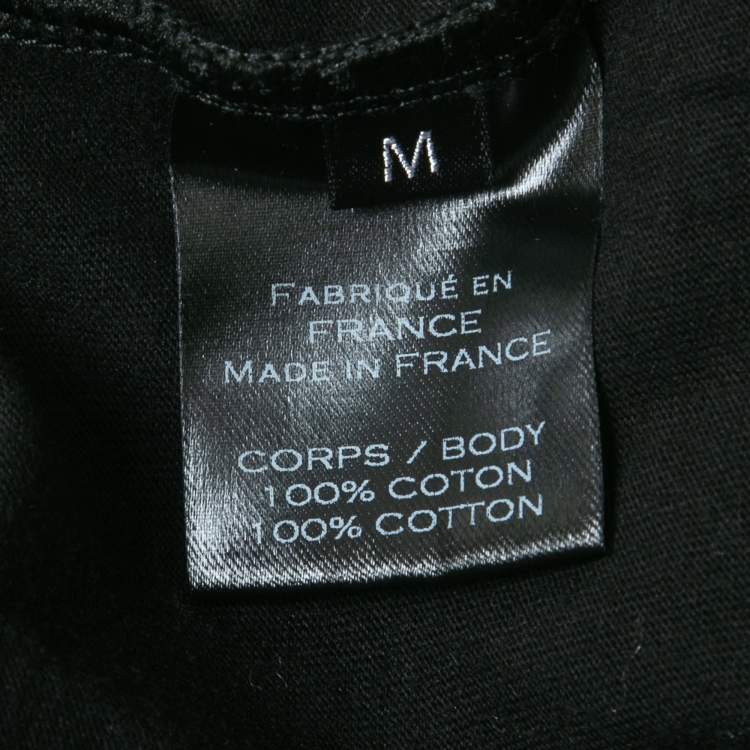 M
FABRIQUÉ EN
FRANCE
MADE IN FRANCE
CORPS / BODY
100% COTON
100% COTTON